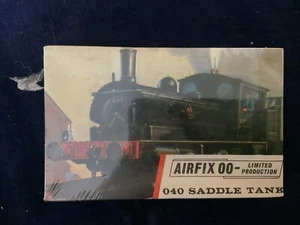 AIRFIX 00-
LIMITED
PRODUCTION
040 SADDLE TANK